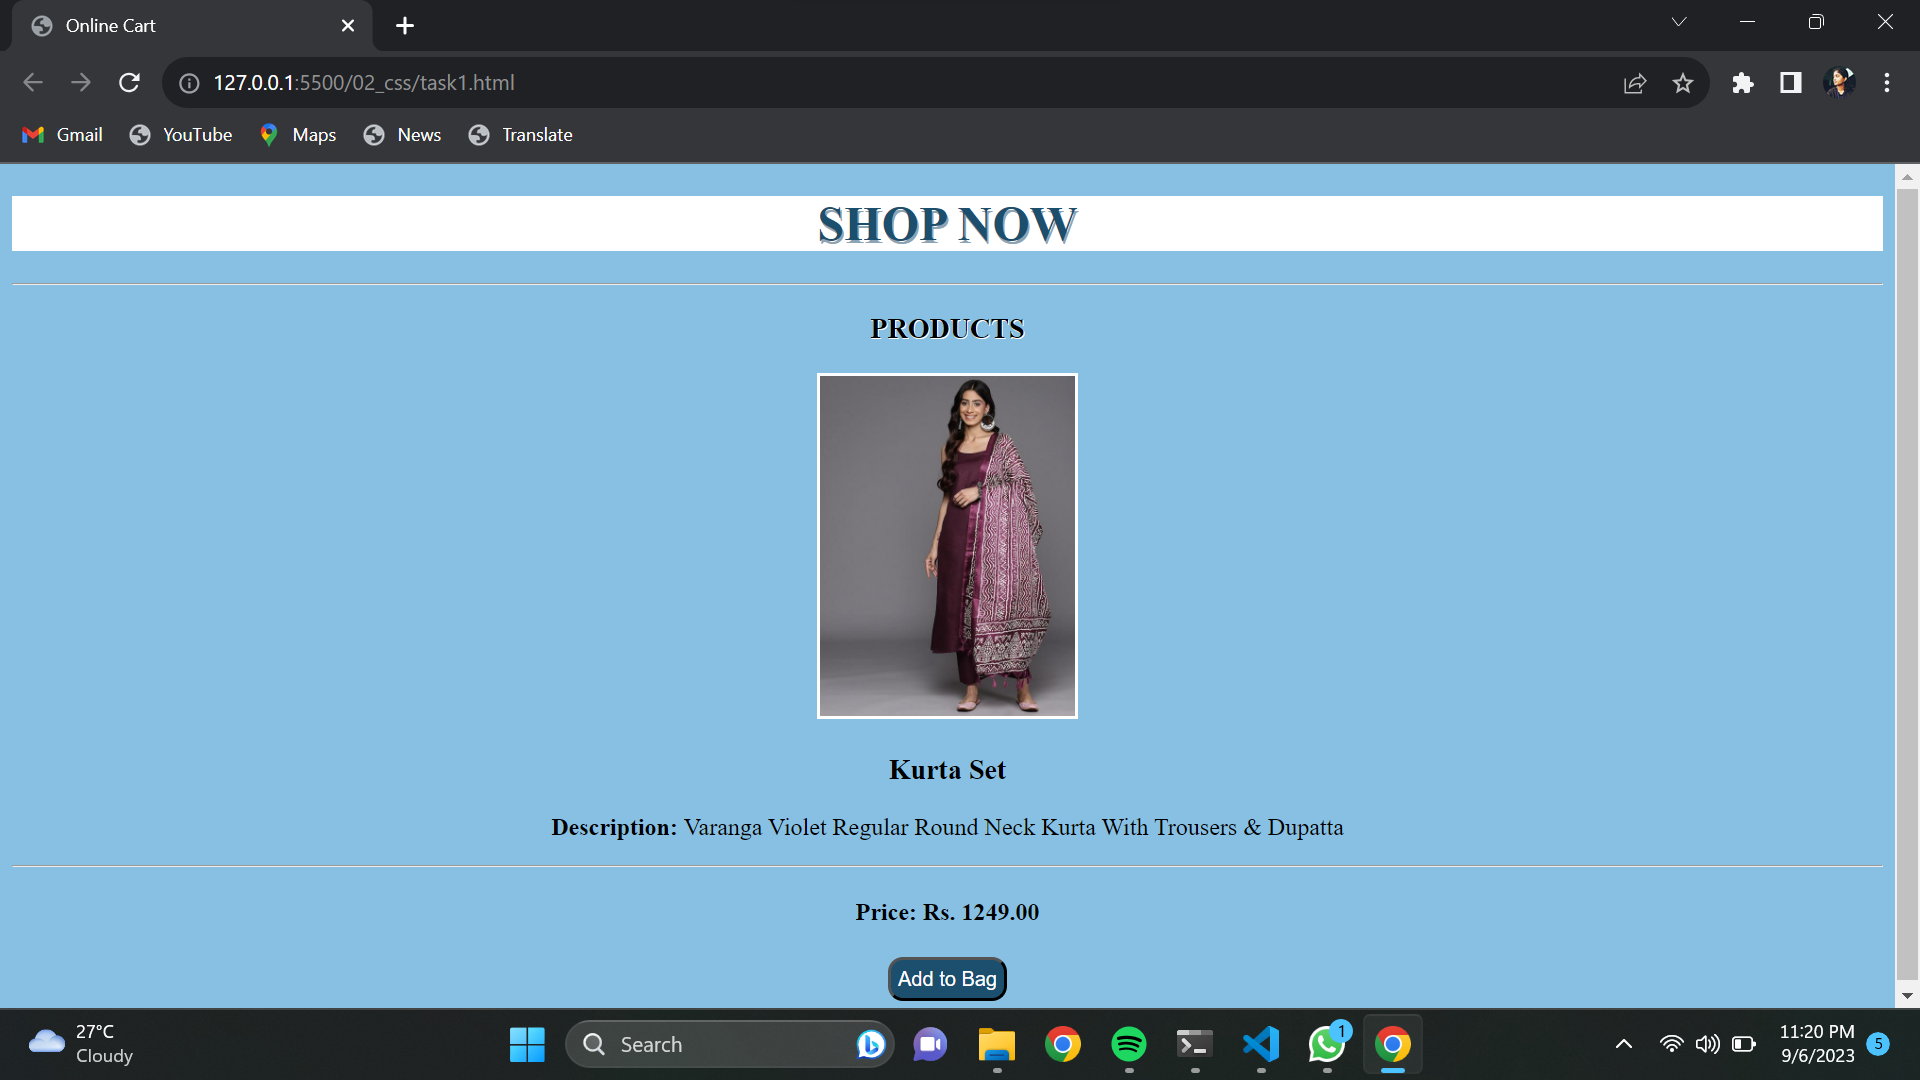 Online Cart
127.0.0.1:5500/02_css/task1.html
Gmail YouTube Maps News Translate
SHOP NOW
PRODUCTS
Kurta Set
Description: Varanga Violet Regular Round Neck Kurta With Trousers & Dupatta
Price: Rs. 1249.00
Add to Bag
27°C
Cloudy
Search
1
11:20 PM
9/6/2023
5